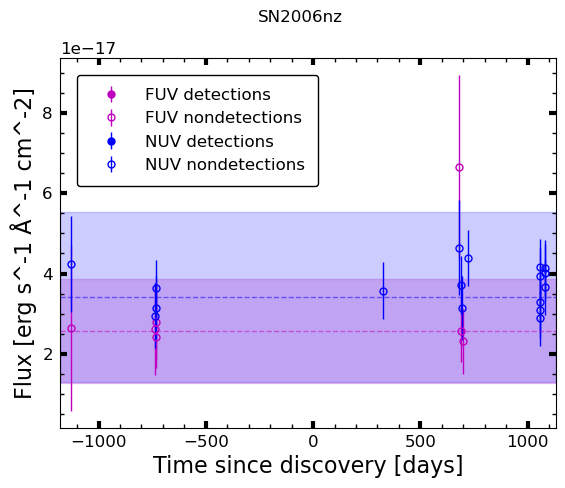 SN2006nz
1e−17
FUV detections
FUV nondetections
NUV detections
NUV nondetections
8
6
4
2
Flux [erg s^-1 Å^-1 cm^-2]
−1000
−500
0
500
1000
Time since discovery [days]